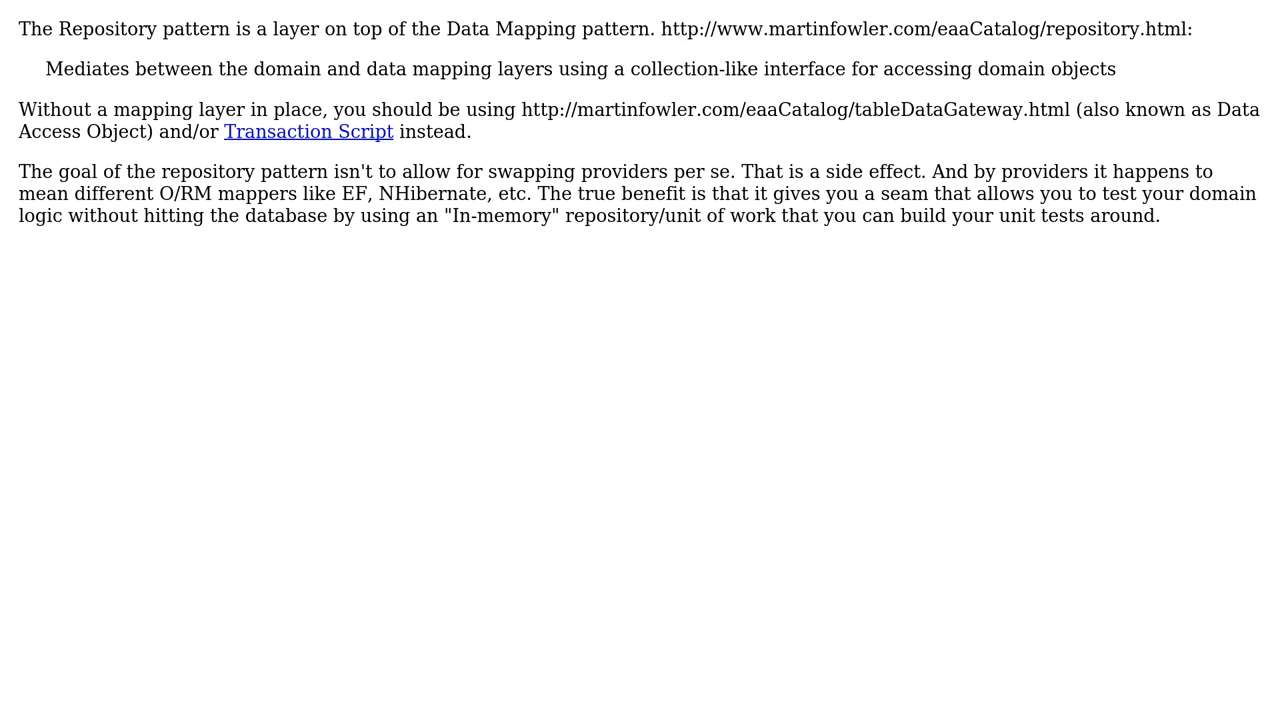 The Repository pattern is a layer on top of the Data Mapping pattern. http://www.martinfowler.com/eaaCatalog/repository.html:
Mediates between the domain and data mapping layers using a collection-like interface for accessing domain objects
Without a mapping layer in place, you should be using http://martinfowler.com/eaaCatalog/tableDataGateway.html (also known as Data
Access Object) and/or Transaction Script instead.
The goal of the repository pattern isn't to allow for swapping providers per se. That is a side effect. And by providers it happens to
mean different O/RM mappers like EF, NHibernate, etc. The true benefit is that it gives you a seam that allows you to test your domain
logic without hitting the database by using an "In-memory" repository/unit of work that you can build your unit tests around.